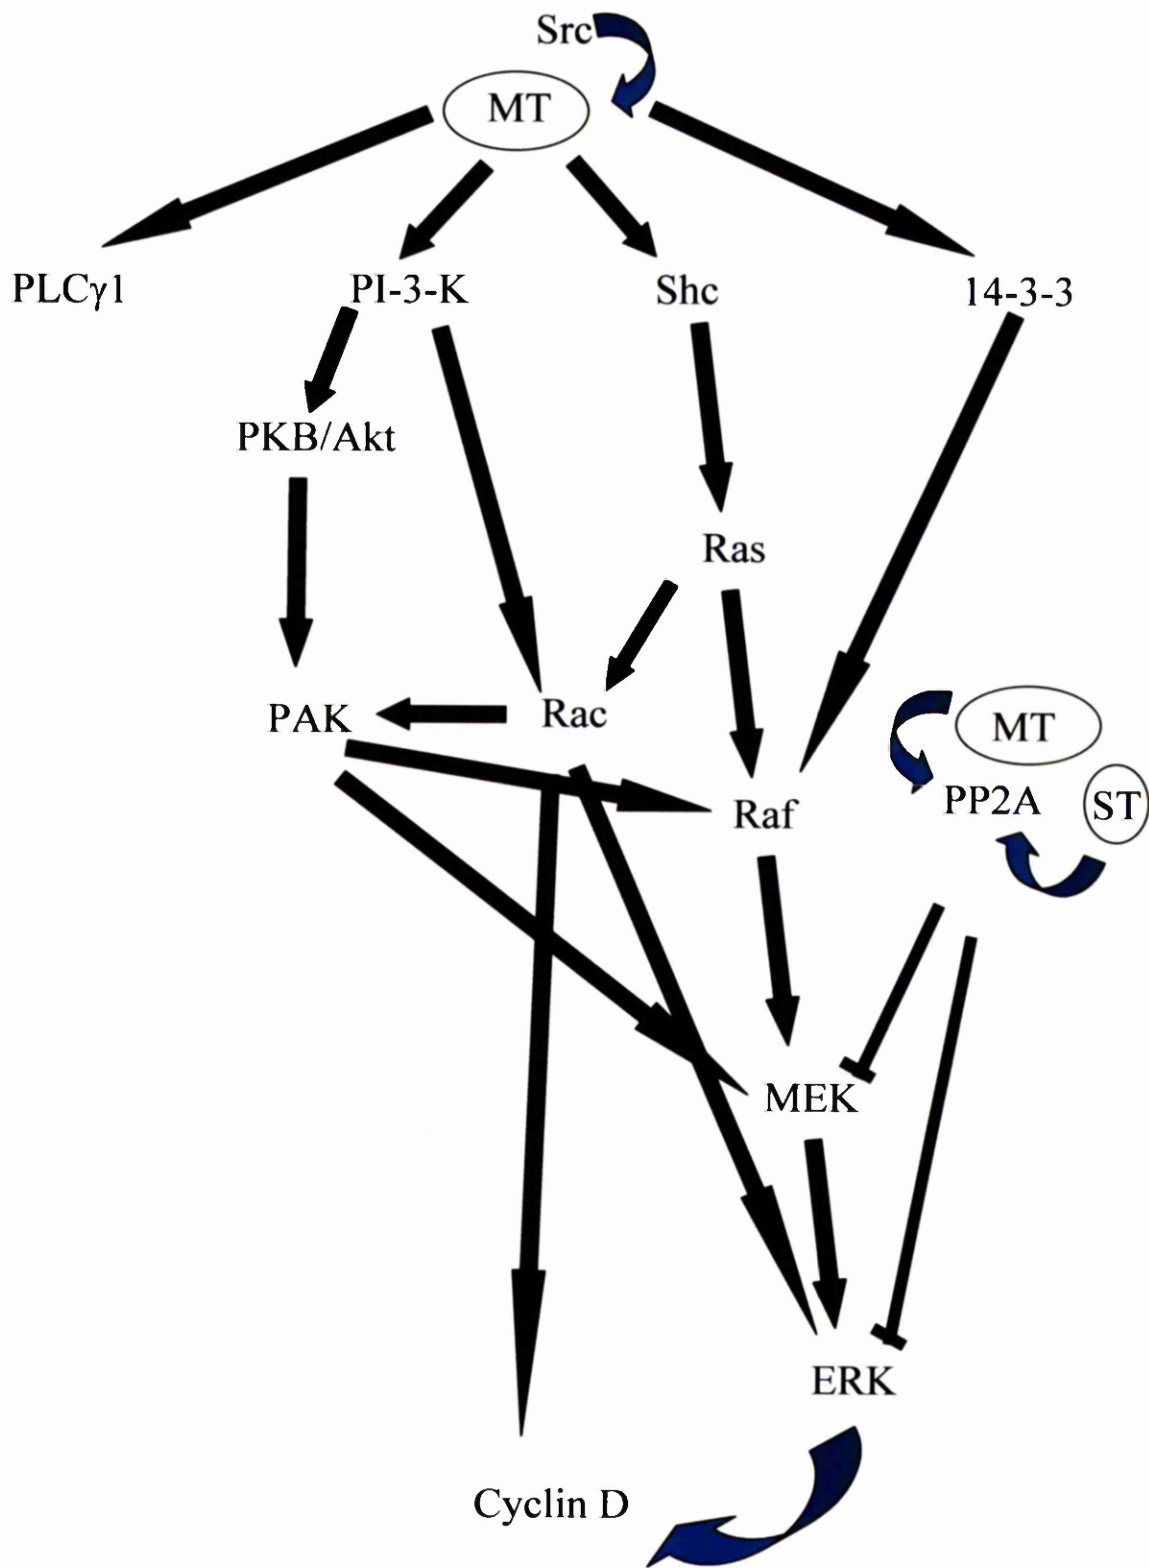 Src
MT
PLCγ1
PI-3-K
Shc
14-3-3
PKB/Akt
Ras
PAK
Rac
MT
Raf
PP2A
ST
MEK
ERK
Cyclin D